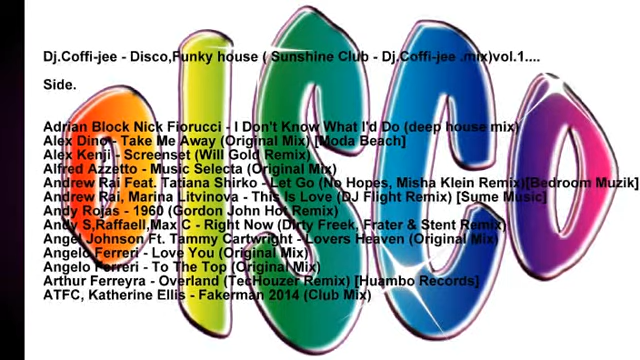 DISCO
Dj.Coffi-jee - Disco,Funky house ( Sunshine Club - Dj,Coffi-jee .mix)vol.1....
Side.
Adrian Block Nick Fiorucci - I Don't Know What I'd Do (deep house mix)
Alex Dino - Take Me Away (Original Mix) [Moda Beach]
Alex Kenji - Screenset (Will Gold Remix)
Alfred Azzetto - Music Selecta (Original Mix)
Andrew Rai Feat. Tatiana Shirko - Let Go (No Hopes, Misha Klein Remix)[Bedroom Muzik]
Andrew Rai, Marina Litvinova - This Is Love (DJ Flight Remix) [Sume Music]
Andy Rojas - 1960 (Gordon John Hot Remix)
Andy S,Raffaell,Max C - Right Now (Dirty Freek, Frater & Stent Remix)
Angel Johnson Ft. Tammy Cartwright - Lovers Heaven (Original Mix)
Angelo Ferreri - Love You (Original Mix)
Angelo Ferreri - To The Top (Original Mix)
Arthur Ferreyra - Overland (TecHouzer Remix) [Huambo Records]
ATFC, Katherine Ellis - Fakerman 2014 (Club Mix)